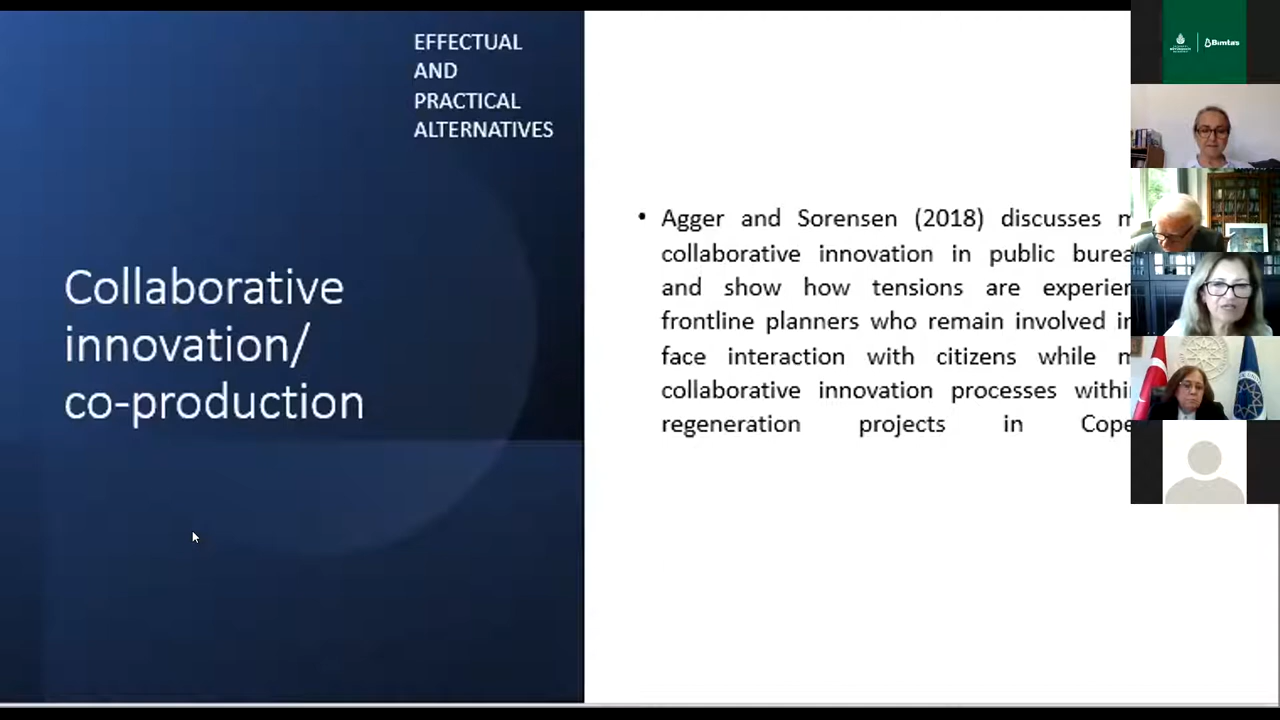 EFFECTUAL
AND
PRACTICAL
ALTERNATIVES
Collaborative
innovation/
co-production
• Agger and Sorensen (2018) discusses
collaborative innovation in public
and show how tensions are
frontline planners who remain involved
face interaction with citizens while
collaborative innovation processes
regeneration projects in
Bimtaş